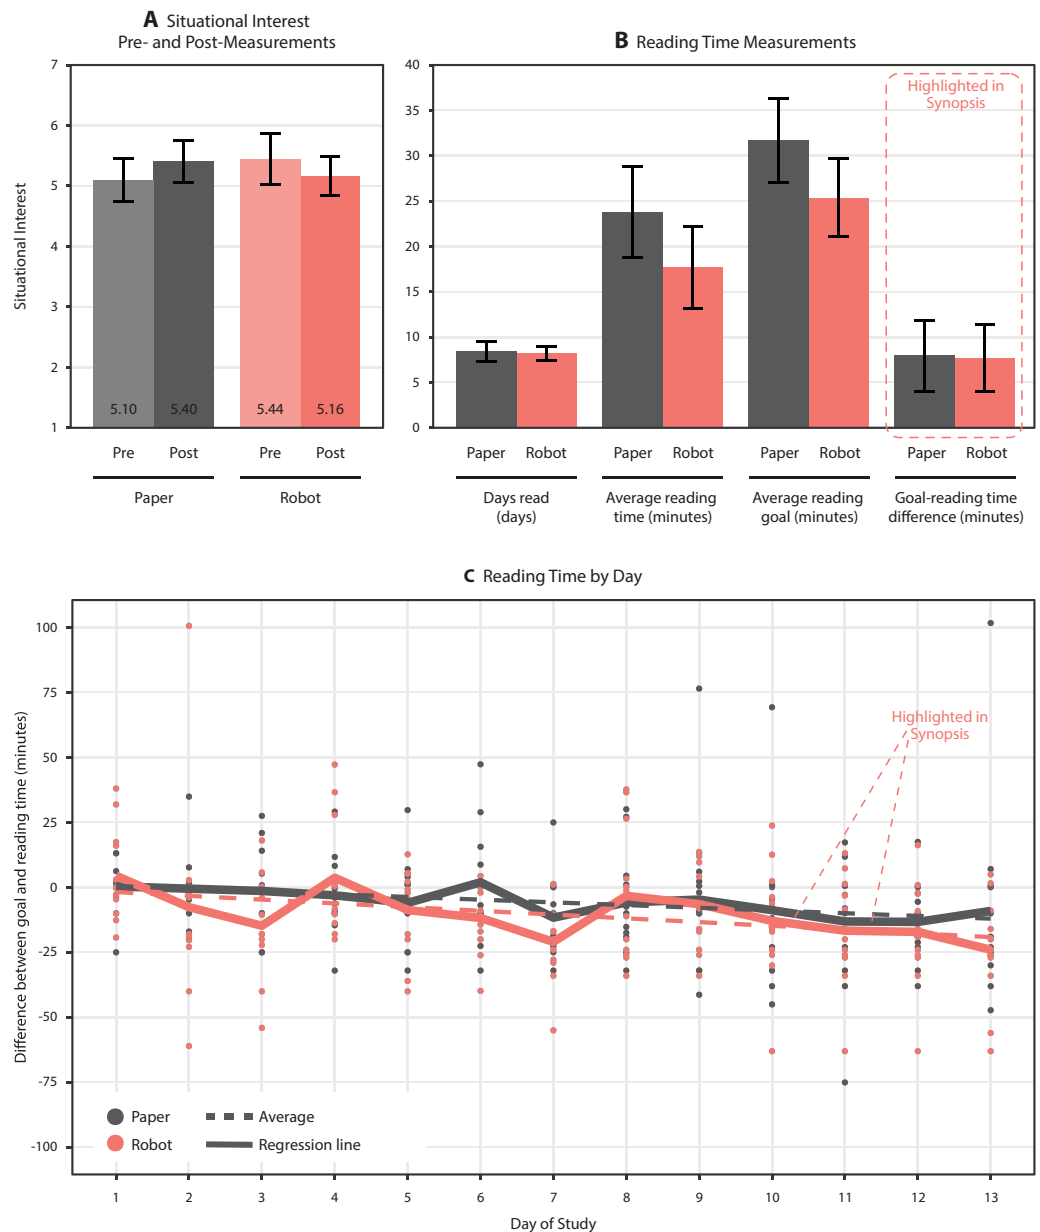 A Situational Interest
Pre- and Post-Measurements
Situational Interest
7
6
5
4
3
2
1
5.10
5.40
5.44
5.16
Pre
Post
Pre
Post
Paper
Robot
B Reading Time Measurements
40
35
30
25
20
15
10
5
0
Highlighted in
Synopsis
Paper
Robot
Paper
Robot
Paper
Robot
Paper
Robot
Days read
(days)
Average reading
time (minutes)
Average reading
goal (minutes)
Goal-reading time
difference (minutes)
C Reading Time by Day
Difference between goal and reading time (minutes)
100
75
50
25
0
-25
-50
-75
-100
Highlighted in
Synopsis
Paper
Average
Robot
Regression line
1
2
3
4
5
6
7
8
9
10
11
12
13
Day of Study